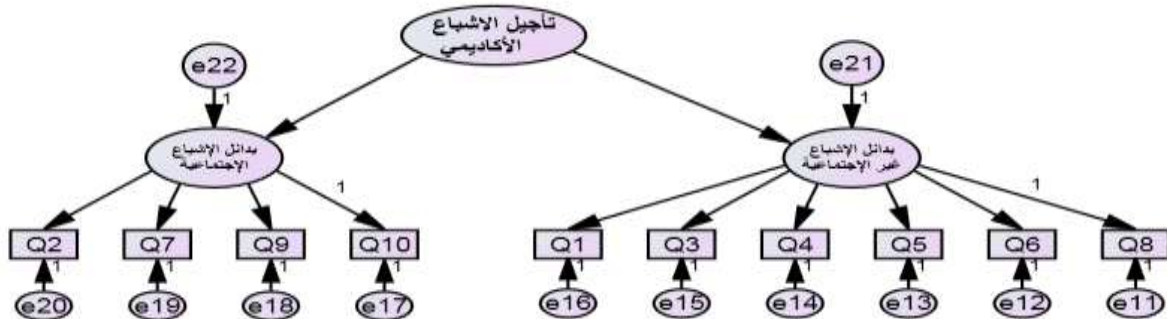 تأجيل الاشباع
الأكاديمي
e22
e21
1
1
بدائل الإشباع
الإجتماعية
بدائل الإشباع
غير الإجتماعية
1
1
Q2
Q7
Q9
Q10
Q1
Q3
Q4
Q5
Q6
Q8
1
1
1
1
1
1
1
1
1
1
e20
e19
e18
e17
e16
e15
e14
e13
e12
e11